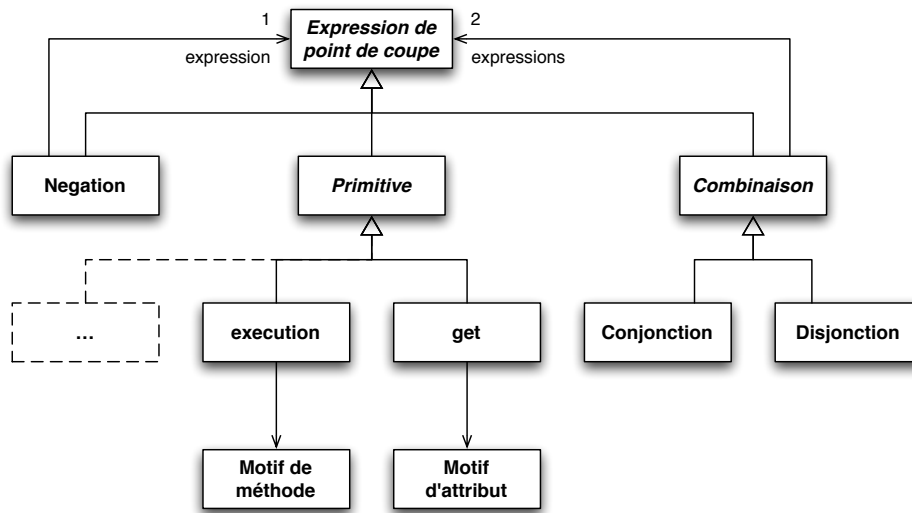 1
Expression de
point de coupe
2
expression
expressions
Negation
Primitive
Combinaison
...
execution
get
Conjonction
Disjonction
Motif de
méthode
Motif
d'attribut